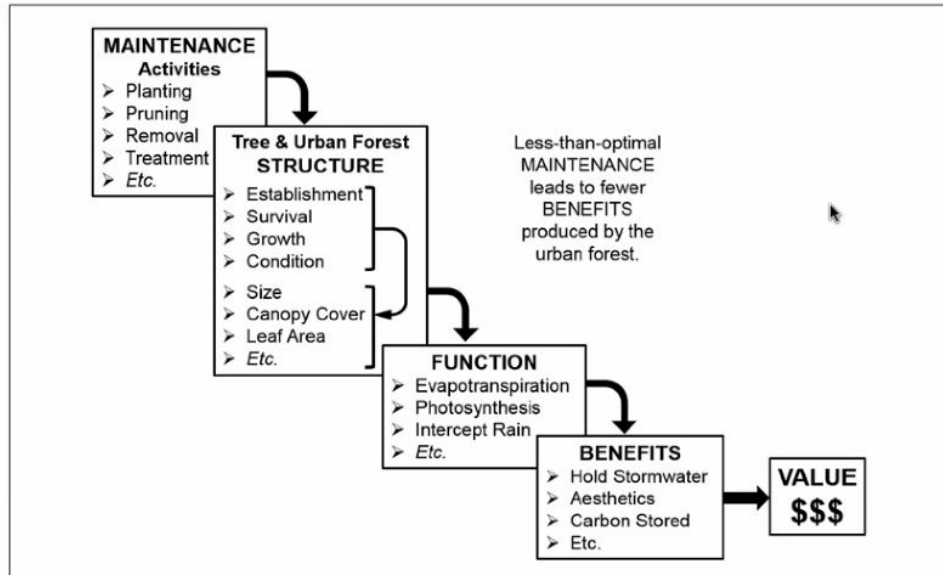 MAINTENANCE
Activities
➢ Planting
➢ Pruning
➢ Removal
➢ Treatment
➢ Etc.
Tree & Urban Forest
STRUCTURE
➢ Establishment
➢ Survival
➢ Growth
➢ Condition
➢ Size
➢ Canopy Cover
➢ Leaf Area
➢ Etc.
Less-than-optimal
MAINTENANCE
leads to fewer
BENEFITS
produced by the
urban forest.
FUNCTION
➢ Evapotranspiration
➢ Photosynthesis
➢ Intercept Rain
➢ Etc.
BENEFITS
➢ Hold Stormwater
➢ Aesthetics
➢ Carbon Stored
➢ Etc.
VALUE
$$$